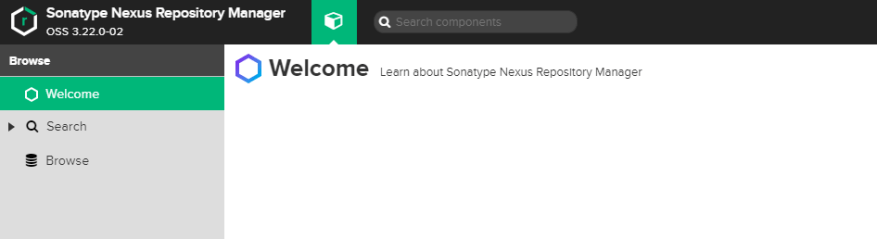 Sonatype Nexus Repository Manager
OSS 3.22.0-02
Search components
Browse
Welcome
Search
Browse
Welcome Learn about Sonatype Nexus Repository Manager